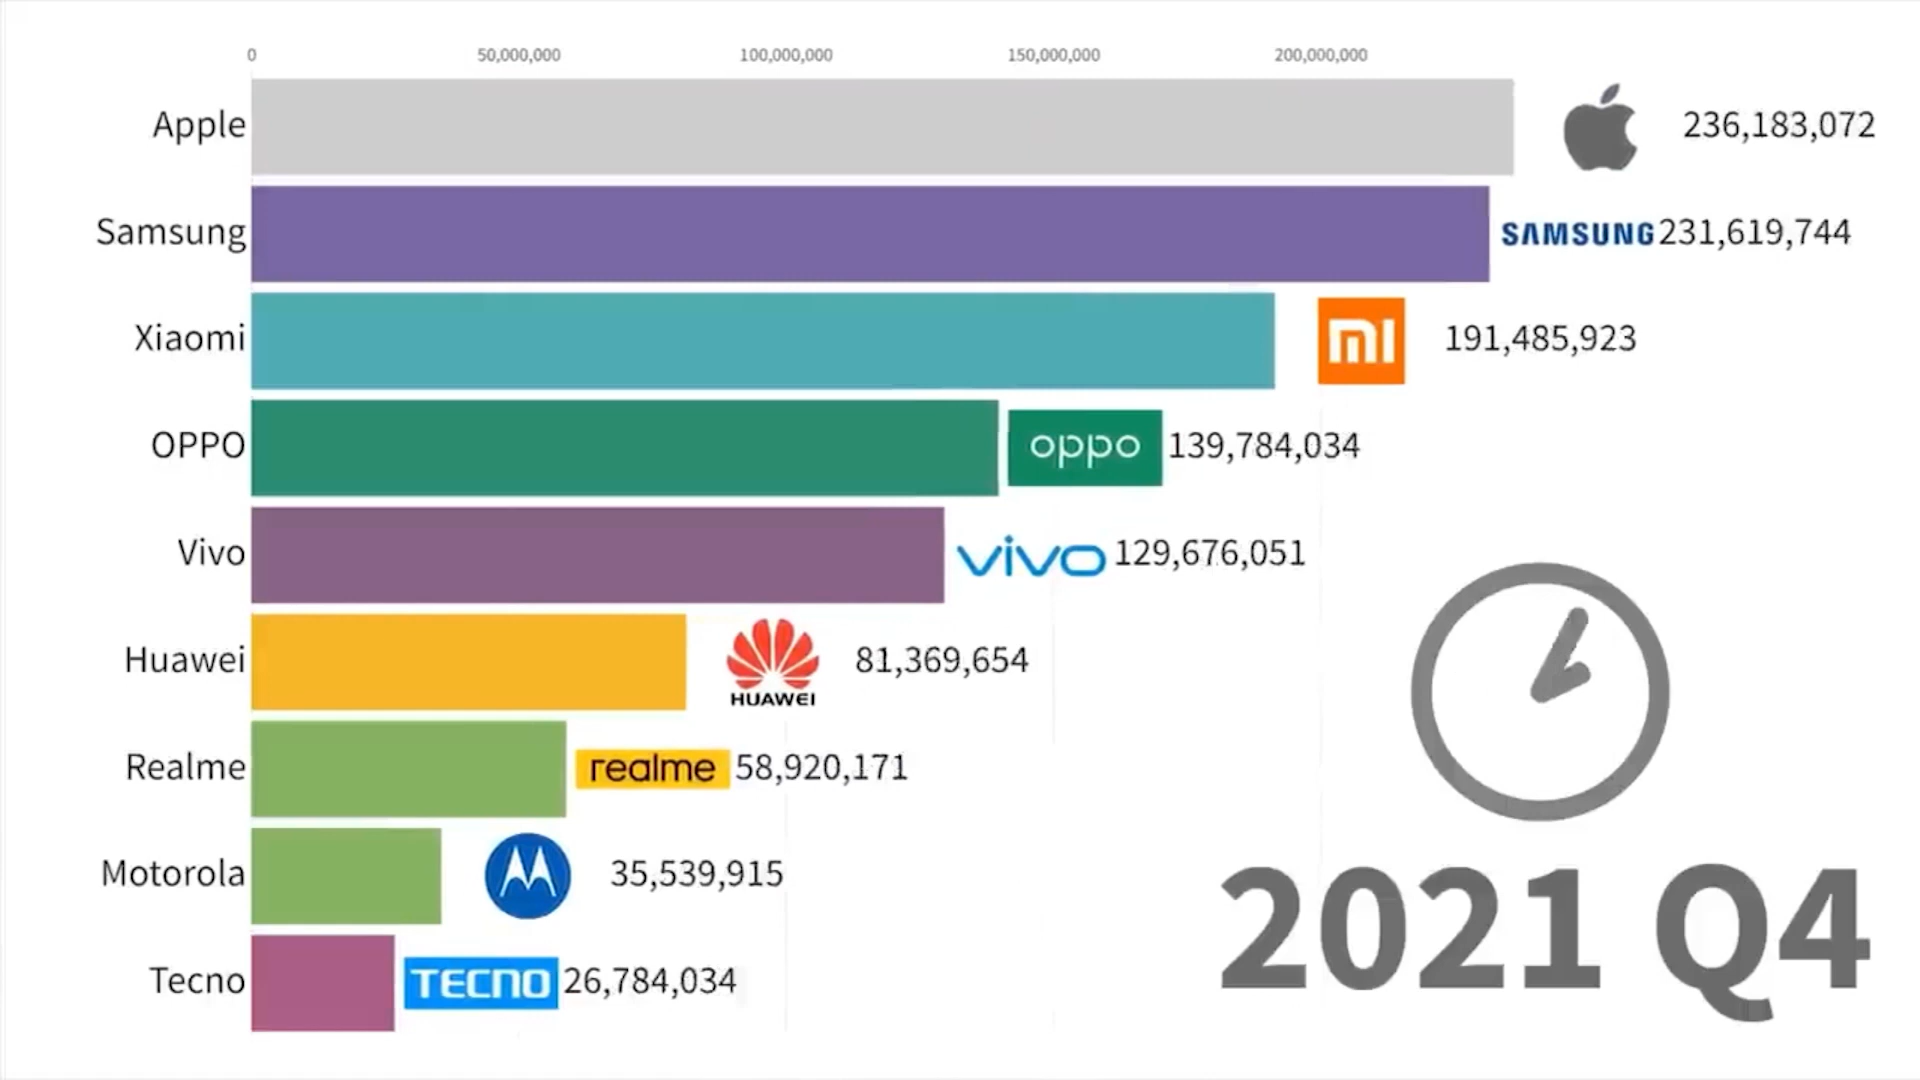 0 50,000,000 100,000,000 150,000,000 200,000,000
Apple 236,183,072
Samsung SAMSUNG 231,619,744
Xiaomi mi 191,485,923
OPPO oppo 139,784,034
Vivo vivo 129,676,051
Huawei HUAWEI 81,369,654
Realme realme 58,920,171
Motorola 35,539,915
Tecno TECNO 26,784,034
2021 Q4